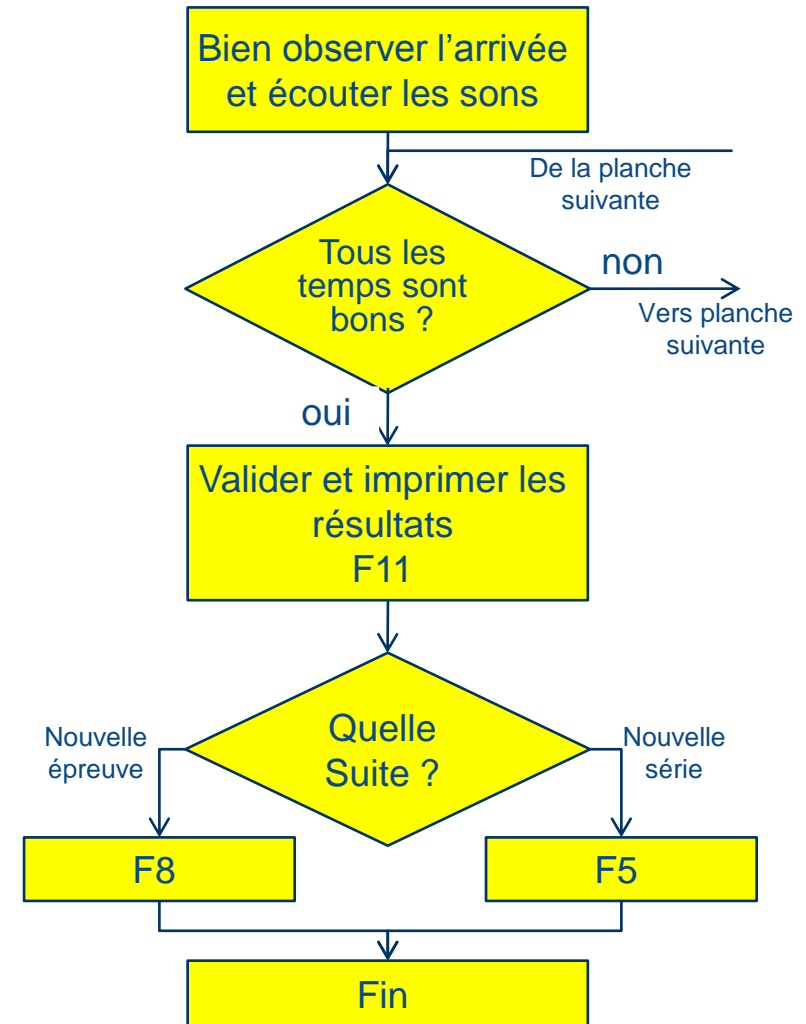 Bien observer l'arrivée
et écouter les sons
De la planche
suivante
Tous les
temps sont
bons ?
non
Vers planche
suivante
oui
Valider et imprimer les
résultats
F11
Quelle
Suite ?
Nouvelle
épreuve
Nouvelle
série
F8
F5
Fin